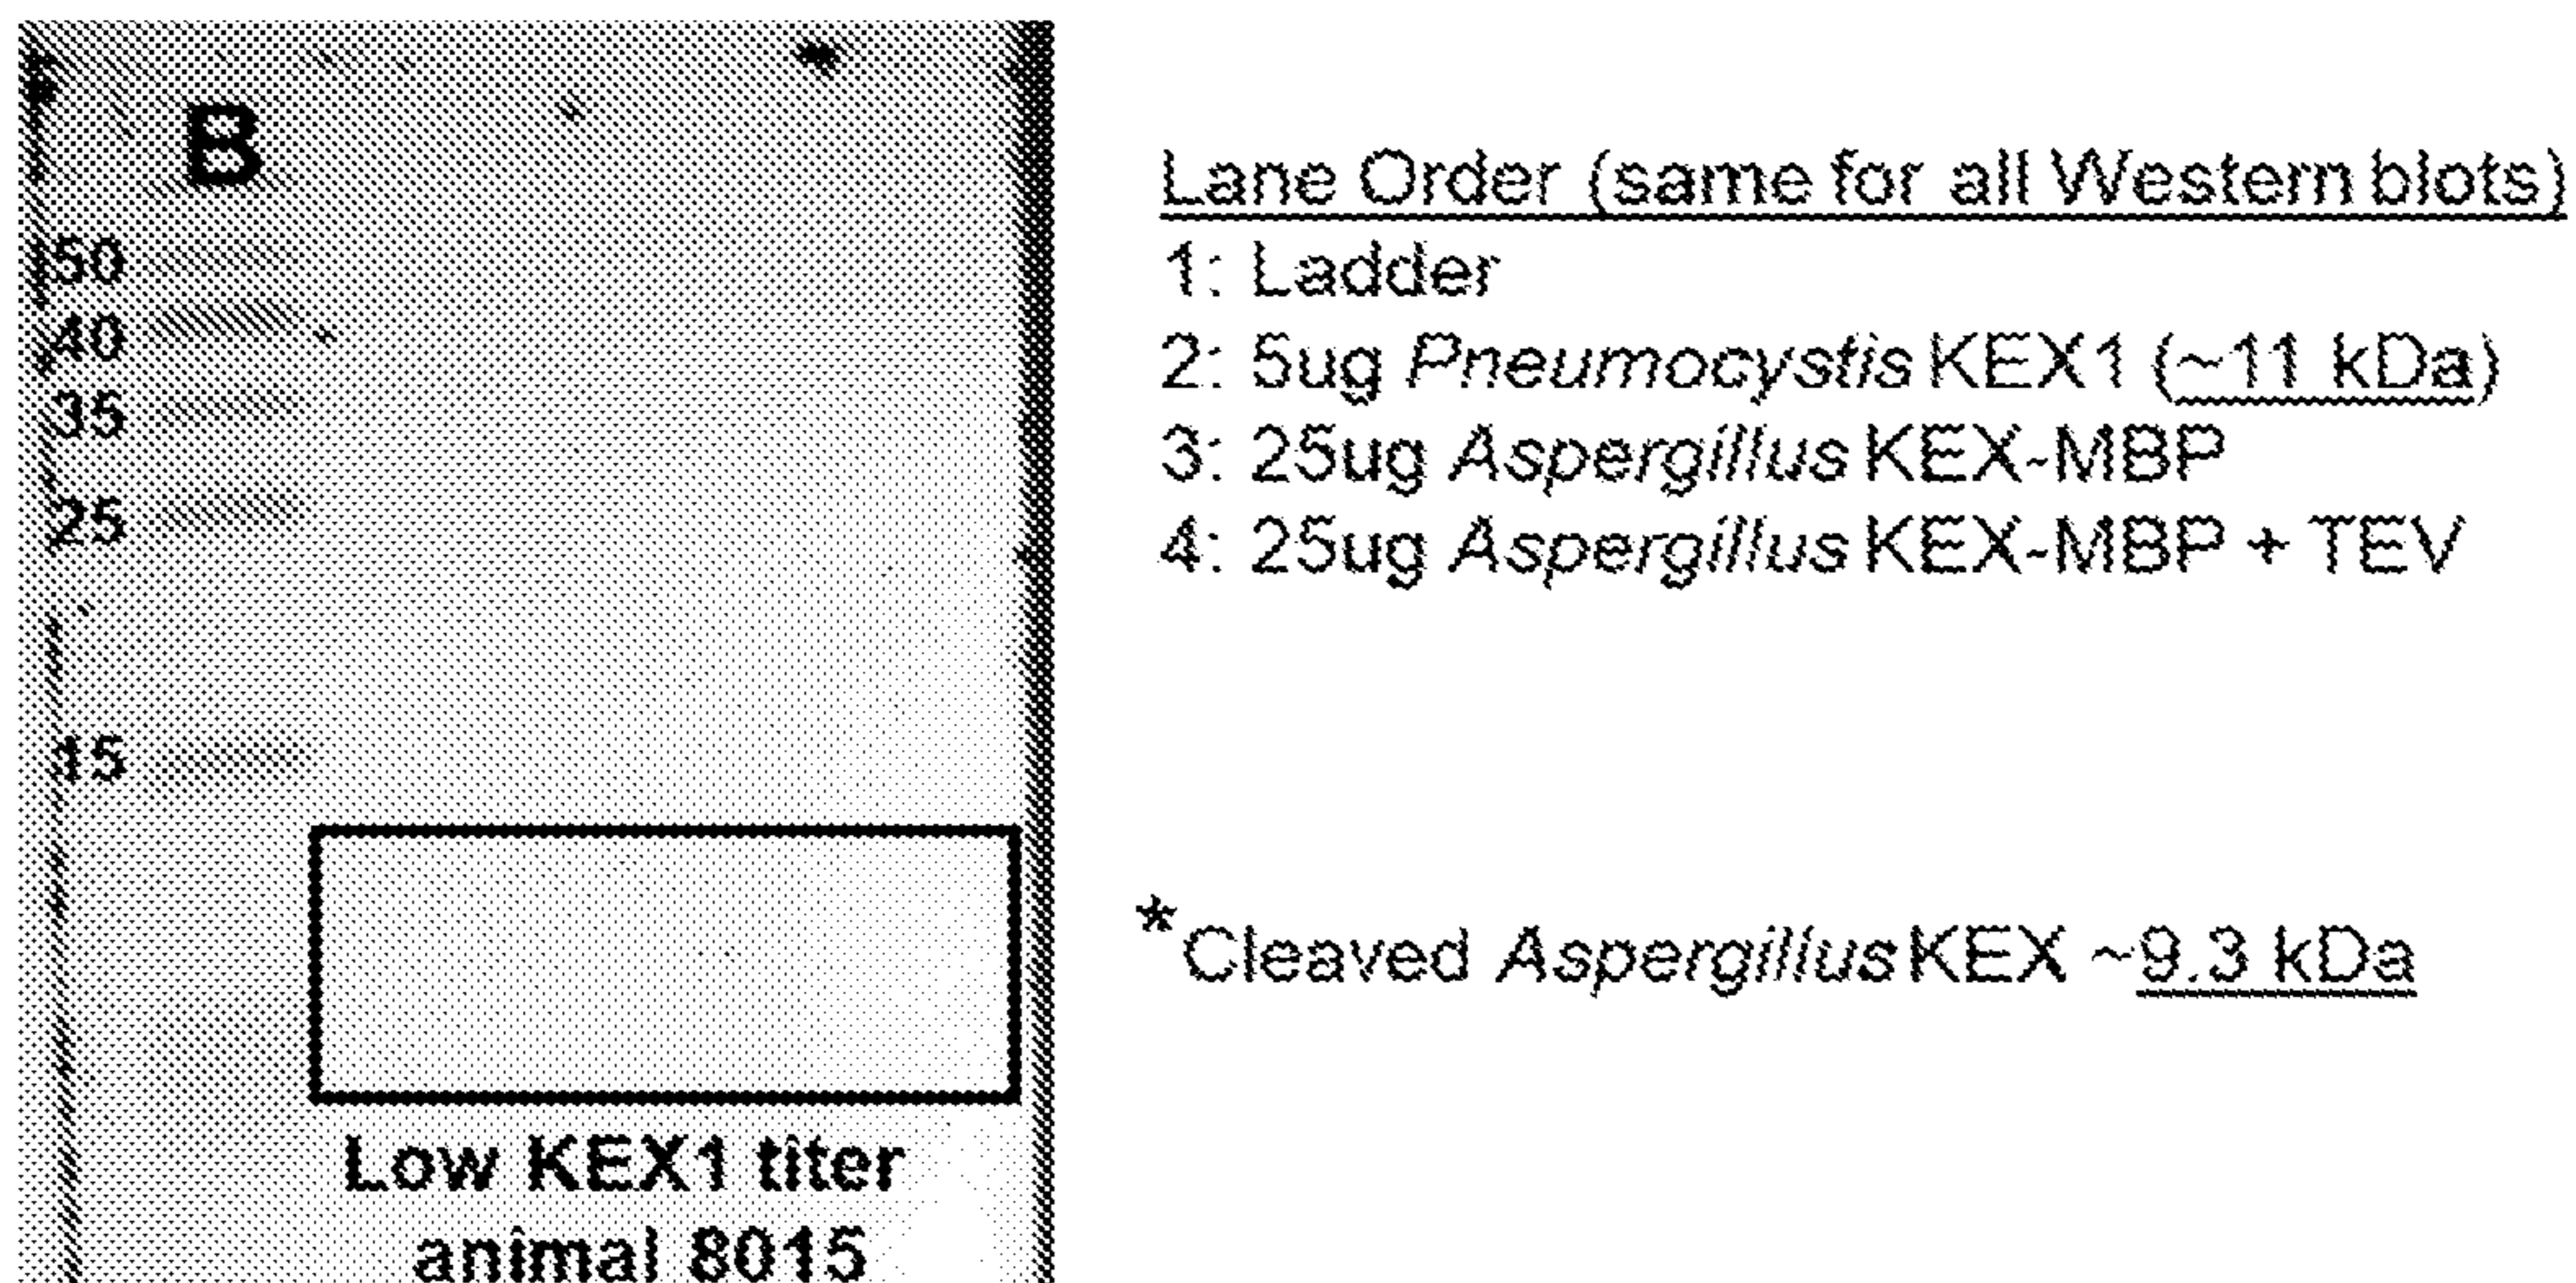 B
50
40
35
25
15
Low KEX1 titer
animal 8015
Lane Order (same for all Western blots)
1: Ladder
2: 5ug Pneumocystis KEX1 (~11 kDa)
3: 25ug Aspergillus KEX-MBP
4: 25ug Aspergillus KEX-MBP + TEV
*Cleaved Aspergillus KEX ~9.3 kDa